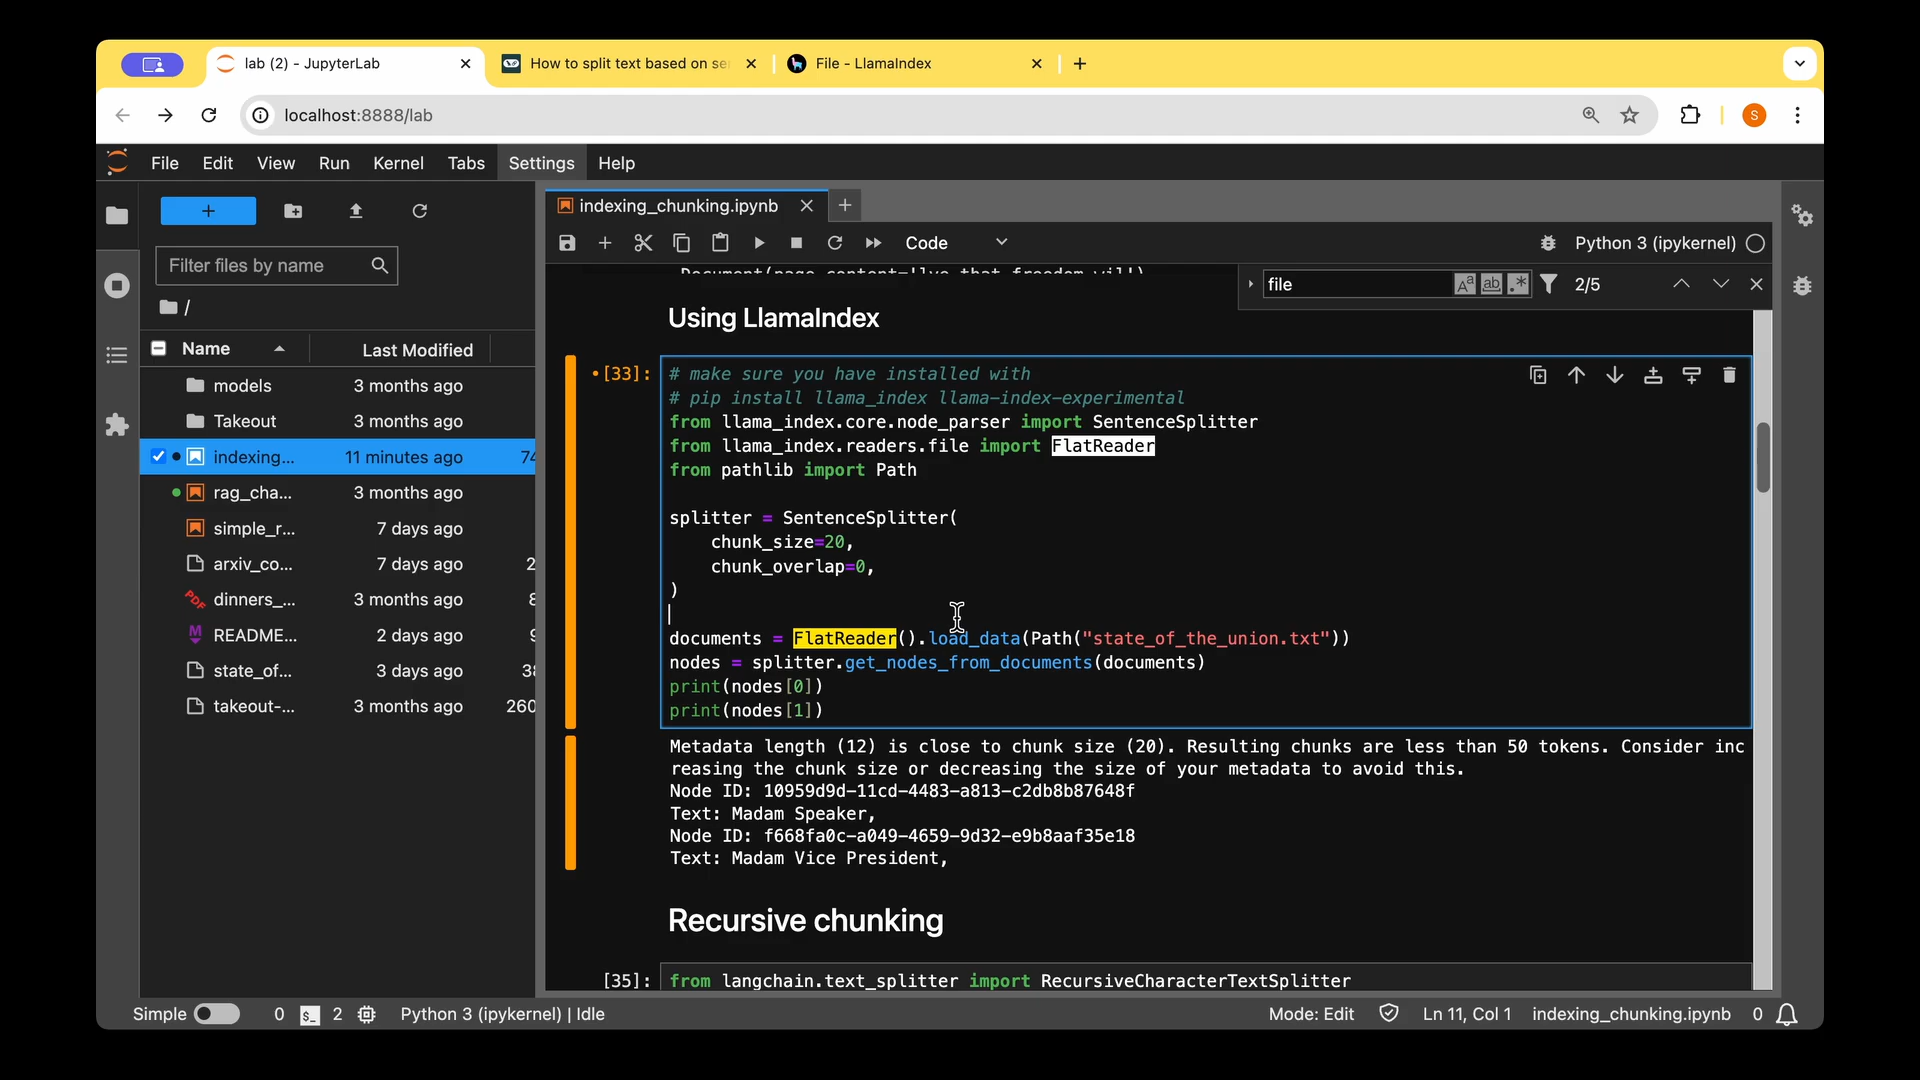 lab (2) - JupyterLab
How to split text based on se
File - LlamaIndex
localhost:8888/lab
S
File Edit View Run Kernel Tabs Settings Help
+
indexing_chunking.ipynb
Code
Python 3 (ipykernel)
Filter files by name
/
Name Last Modified
models 3 months ago
Takeout 3 months ago
indexing... 11 minutes ago 74
rag_cha... 3 months ago
simple_r... 7 days ago
arxiv_co... 7 days ago 2
dinners_... 3 months ago
README... 2 days ago
state_of... 3 days ago 38
takeout-... 3 months ago 260
file
2/5
Using LlamaIndex
[33]:
# make sure you have installed with
# pip install llama_index llama-index-experimental
from llama_index.core.node_parser import SentenceSplitter
from llama_index.readers.file import FlatReader
from pathlib import Path
splitter = SentenceSplitter(
chunk_size=20,
chunk_overlap=0,
)
documents = FlatReader().load_data(Path("state_of_the_union.txt"))
nodes = splitter.get_nodes_from_documents(documents)
print(nodes[0])
print(nodes[1])
Metadata length (12) is close to chunk size (20). Resulting chunks are less than 50 tokens. Consider inc
reasing the chunk size or decreasing the size of your metadata to avoid this.
Node ID: 10959d9d-11cd-4483-a813-c2db8b87648f
Text: Madam Speaker,
Node ID: f668fa0c-a049-4659-9d32-e9b8aaf35e18
Text: Madam Vice President,
Recursive chunking
[35]: from langchain.text_splitter import RecursiveCharacterTextSplitter
Simple 0 2 Python 3 (ipykernel) | Idle
Mode: Edit Ln 11, Col 1 indexing_chunking.ipynb 0